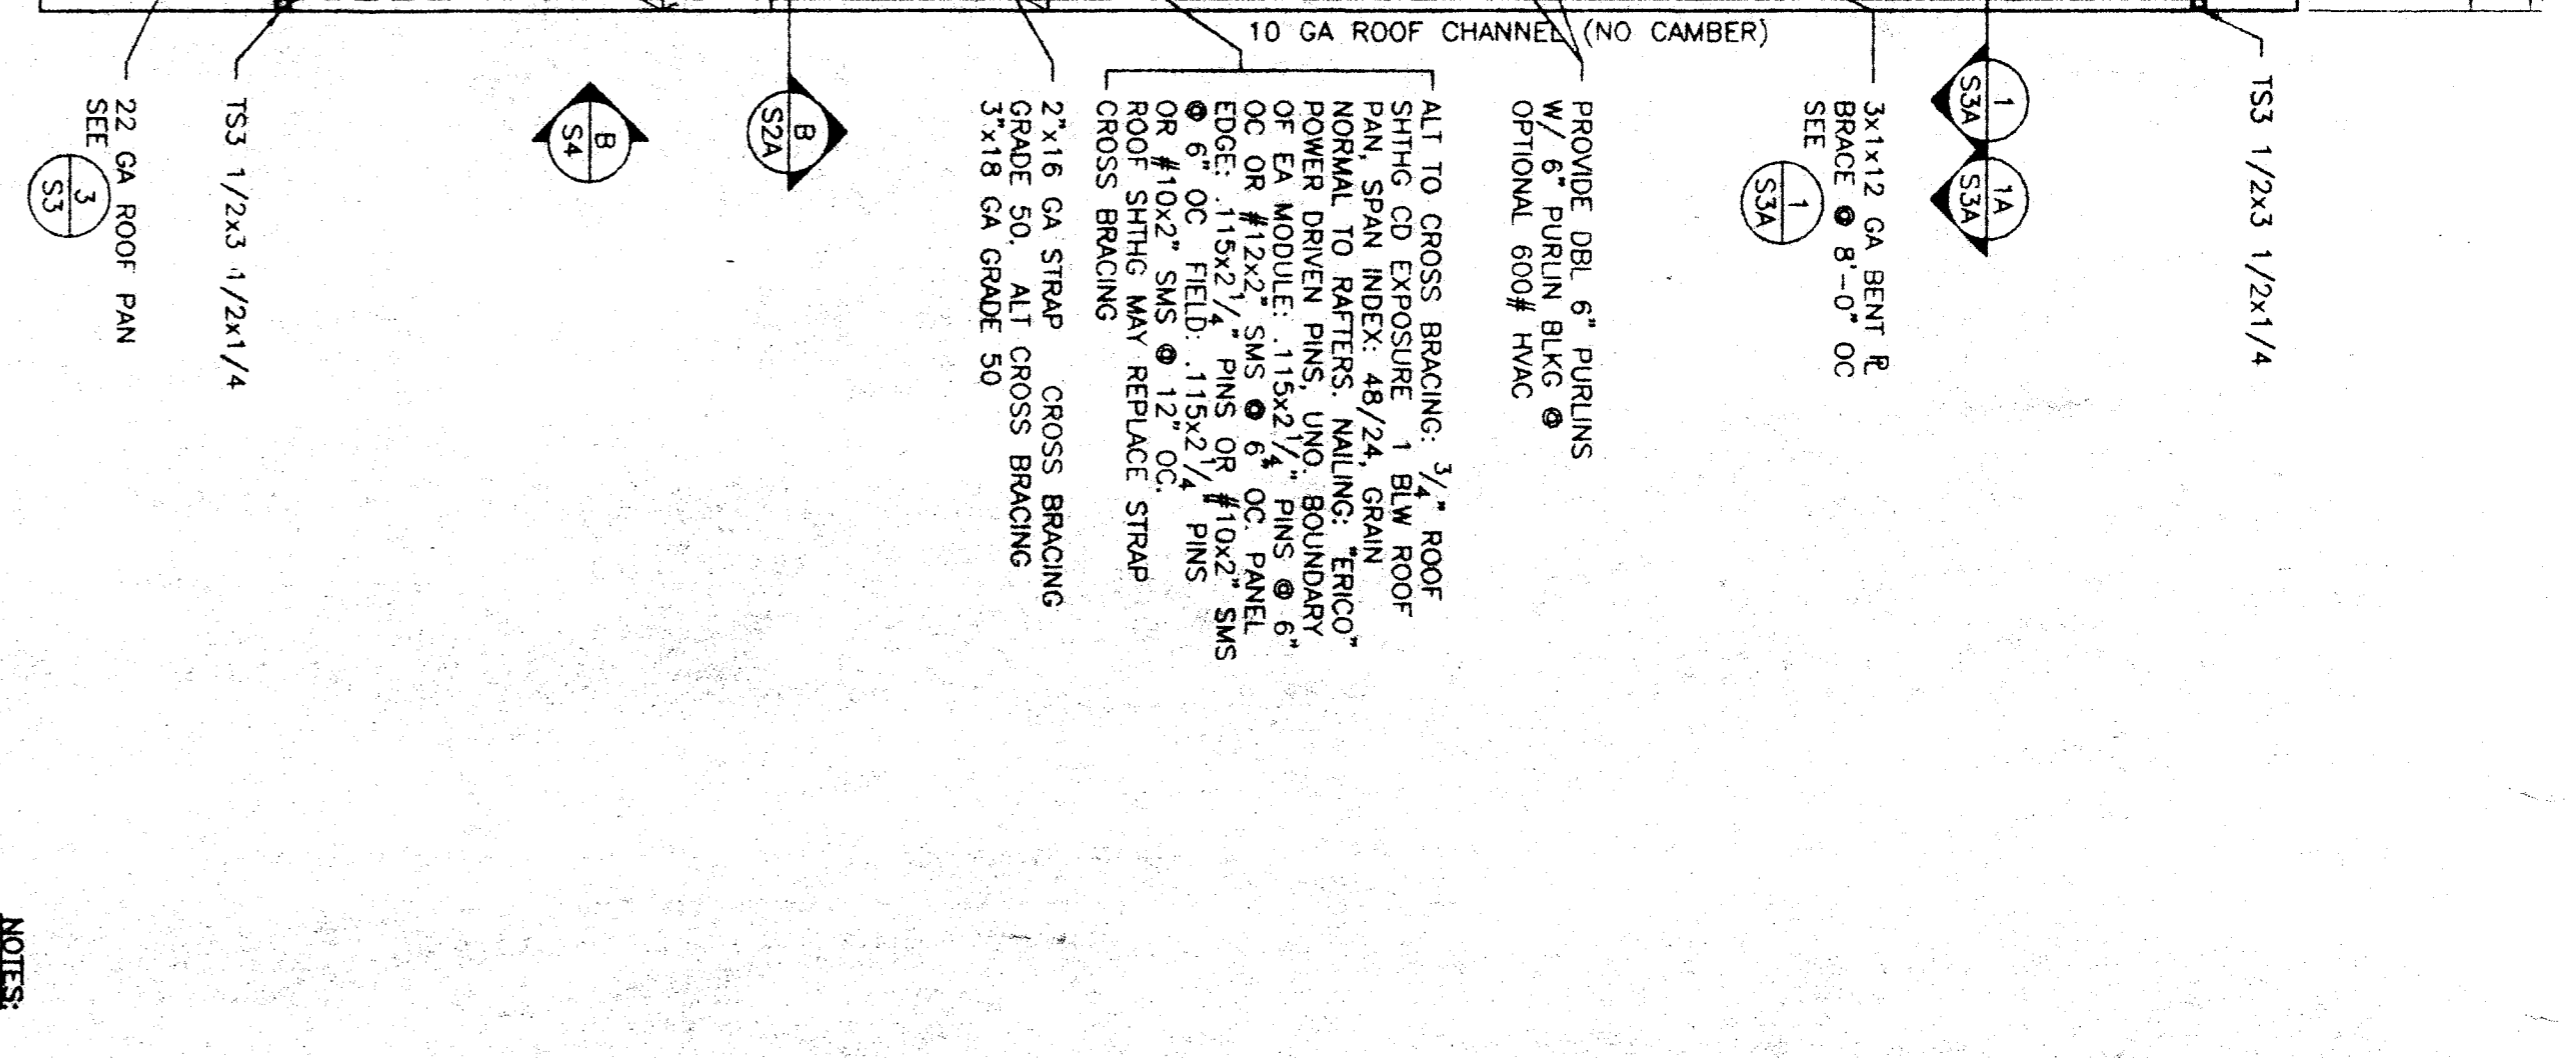 10 GA ROOF CHANNEL (NO CAMBER)
TS3 1/2x3 1/2x1/4
1
S3A
1A
S3A
3x1x12 GA BENT PL
BRACE @ 8'-0" OC
SEE
1
S3A
PROVIDE DBL 6" PURLINS
W/ 6" PURLIN BLKG @
OPTIONAL 600# HVAC
ALT TO CROSS BRACING: 3/4" ROOF
SHTHG CD EXPOSURE 1 BLW ROOF
PAN, SPAN INDEX: 48/24, GRAIN
NORMAL TO RAFTERS. NAILING: "ERICO"
POWER DRIVEN PINS, UNO. BOUNDARY
OF EA MODULE: .115x2 1/4" PINS @ 6"
OC OR #12x2" SMS @ 6" OC. PANEL
EDGE: .115x2 1/4" PINS OR #10x2" SMS
@ 6" OC FIELD: .115x2 1/4" PINS
OR #10x2" SMS @ 12" OC.
ROOF SHTHG MAY REPLACE STRAP
CROSS BRACING
2"x16 GA STRAP CROSS BRACING
GRADE 50, ALT CROSS BRACING
3"x18 GA GRADE 50
B
S2A
B
S4
TS3 1/2x3 1/2x1/4
22 GA ROOF PAN
SEE
3
S3
NOTES: